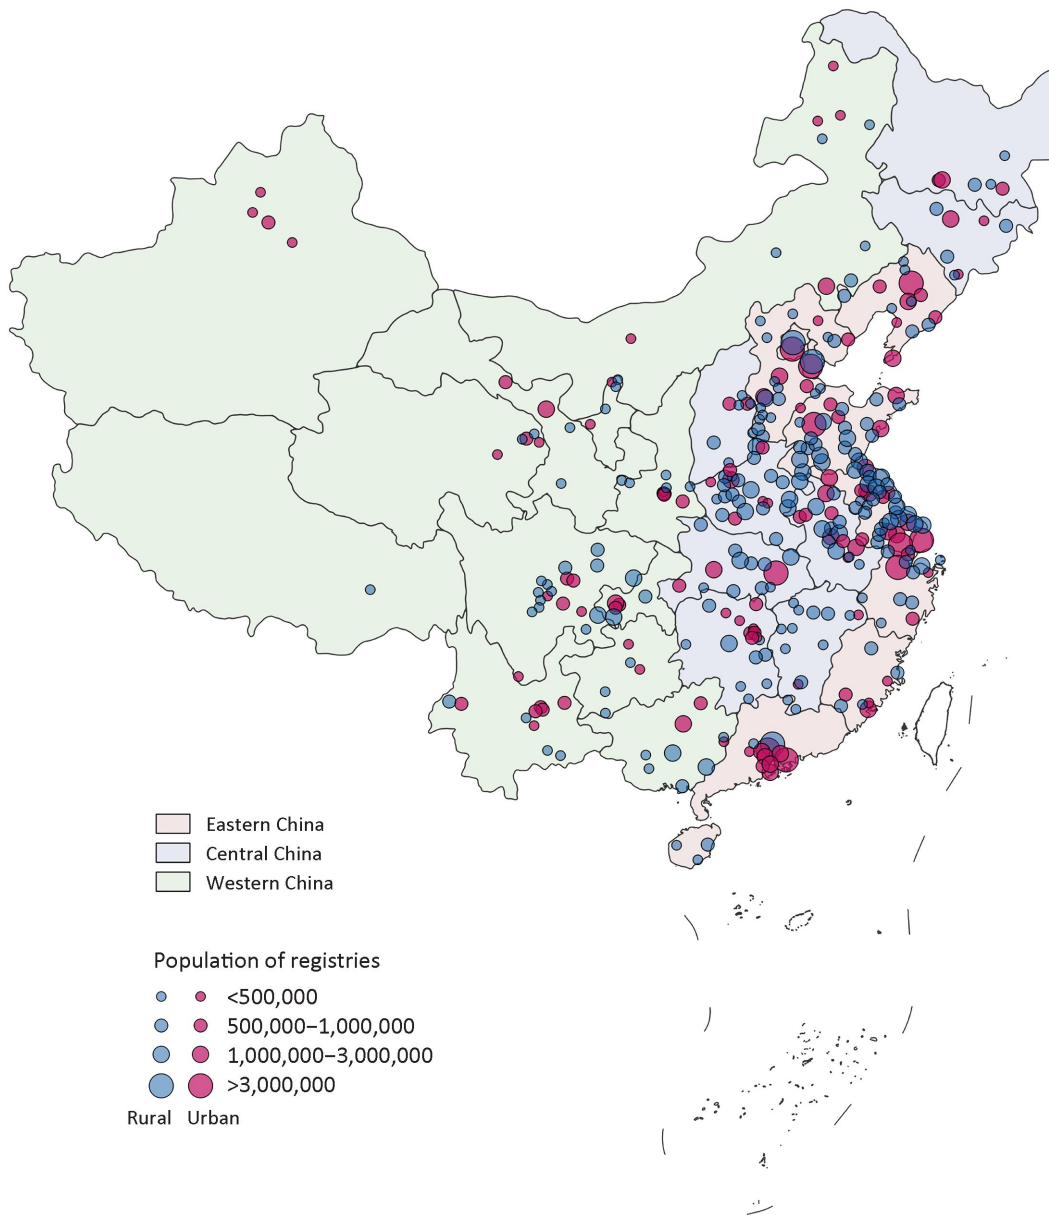 Eastern China
Central China
Western China
Population of registries
<500,000
500,000–1,000,000
1,000,000–3,000,000
>3,000,000
Rural Urban